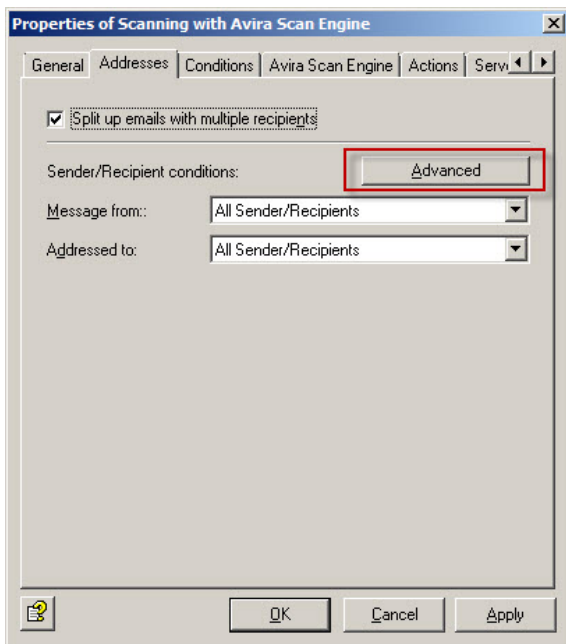 Properties of Scanning with Avira Scan Engine
General Addresses Conditions Avira Scan Engine Actions
Split up emails with multiple recipients
Sender/Recipient conditions: Advanced
Message from:: All Sender/Recipients
Addressed to: All Sender/Recipients
OK Cancel Apply